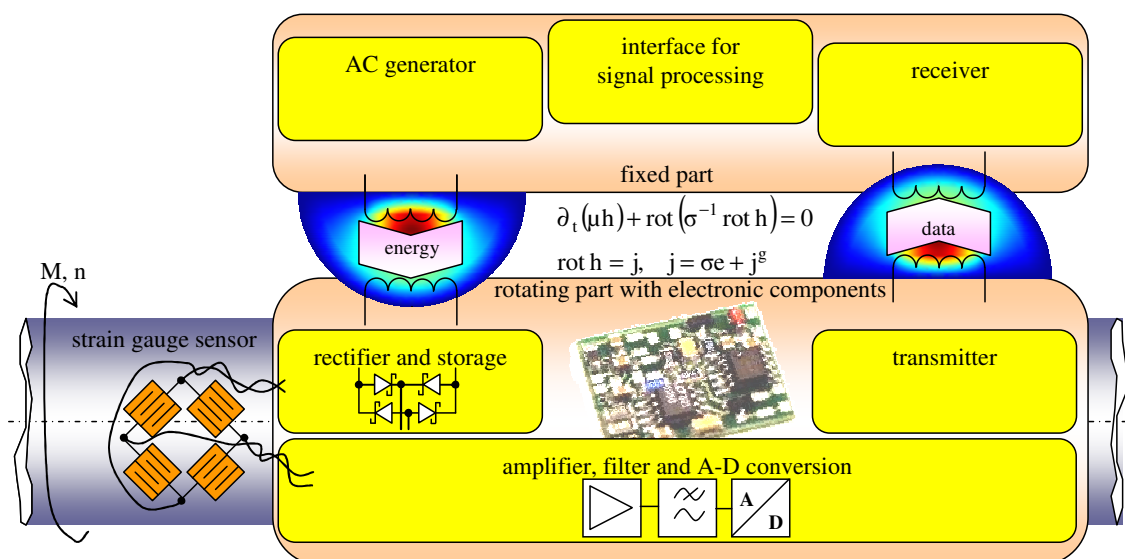 AC generator
interface for
signal processing
receiver
fixed part
∂ₜ(μh) + rot(σ⁻¹ rot h) = 0
energy
data
rot h = j,   j = σe + jᵍ
M, n
rotating part with electronic components
strain gauge sensor
rectifier and storage
transmitter
amplifier, filter and A-D conversion
A
D